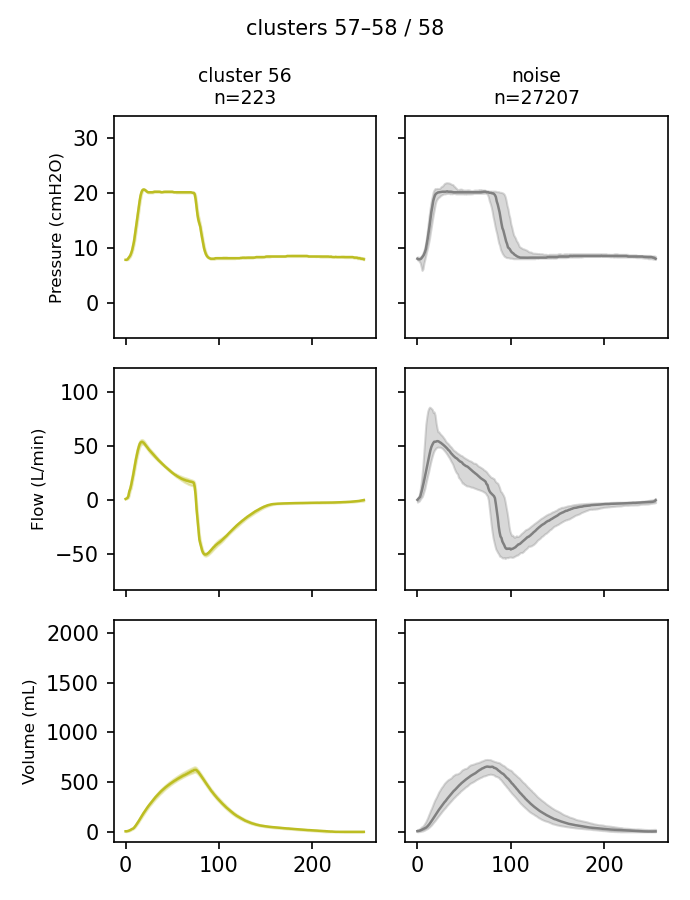 clusters 57–58 / 58
cluster 56
n=223
noise
n=27207
Pressure (cmH2O)
30
20
10
0
Flow (L/min)
100
50
0
−50
Volume (mL)
2000
1500
1000
500
0
0
100
200
0
100
200